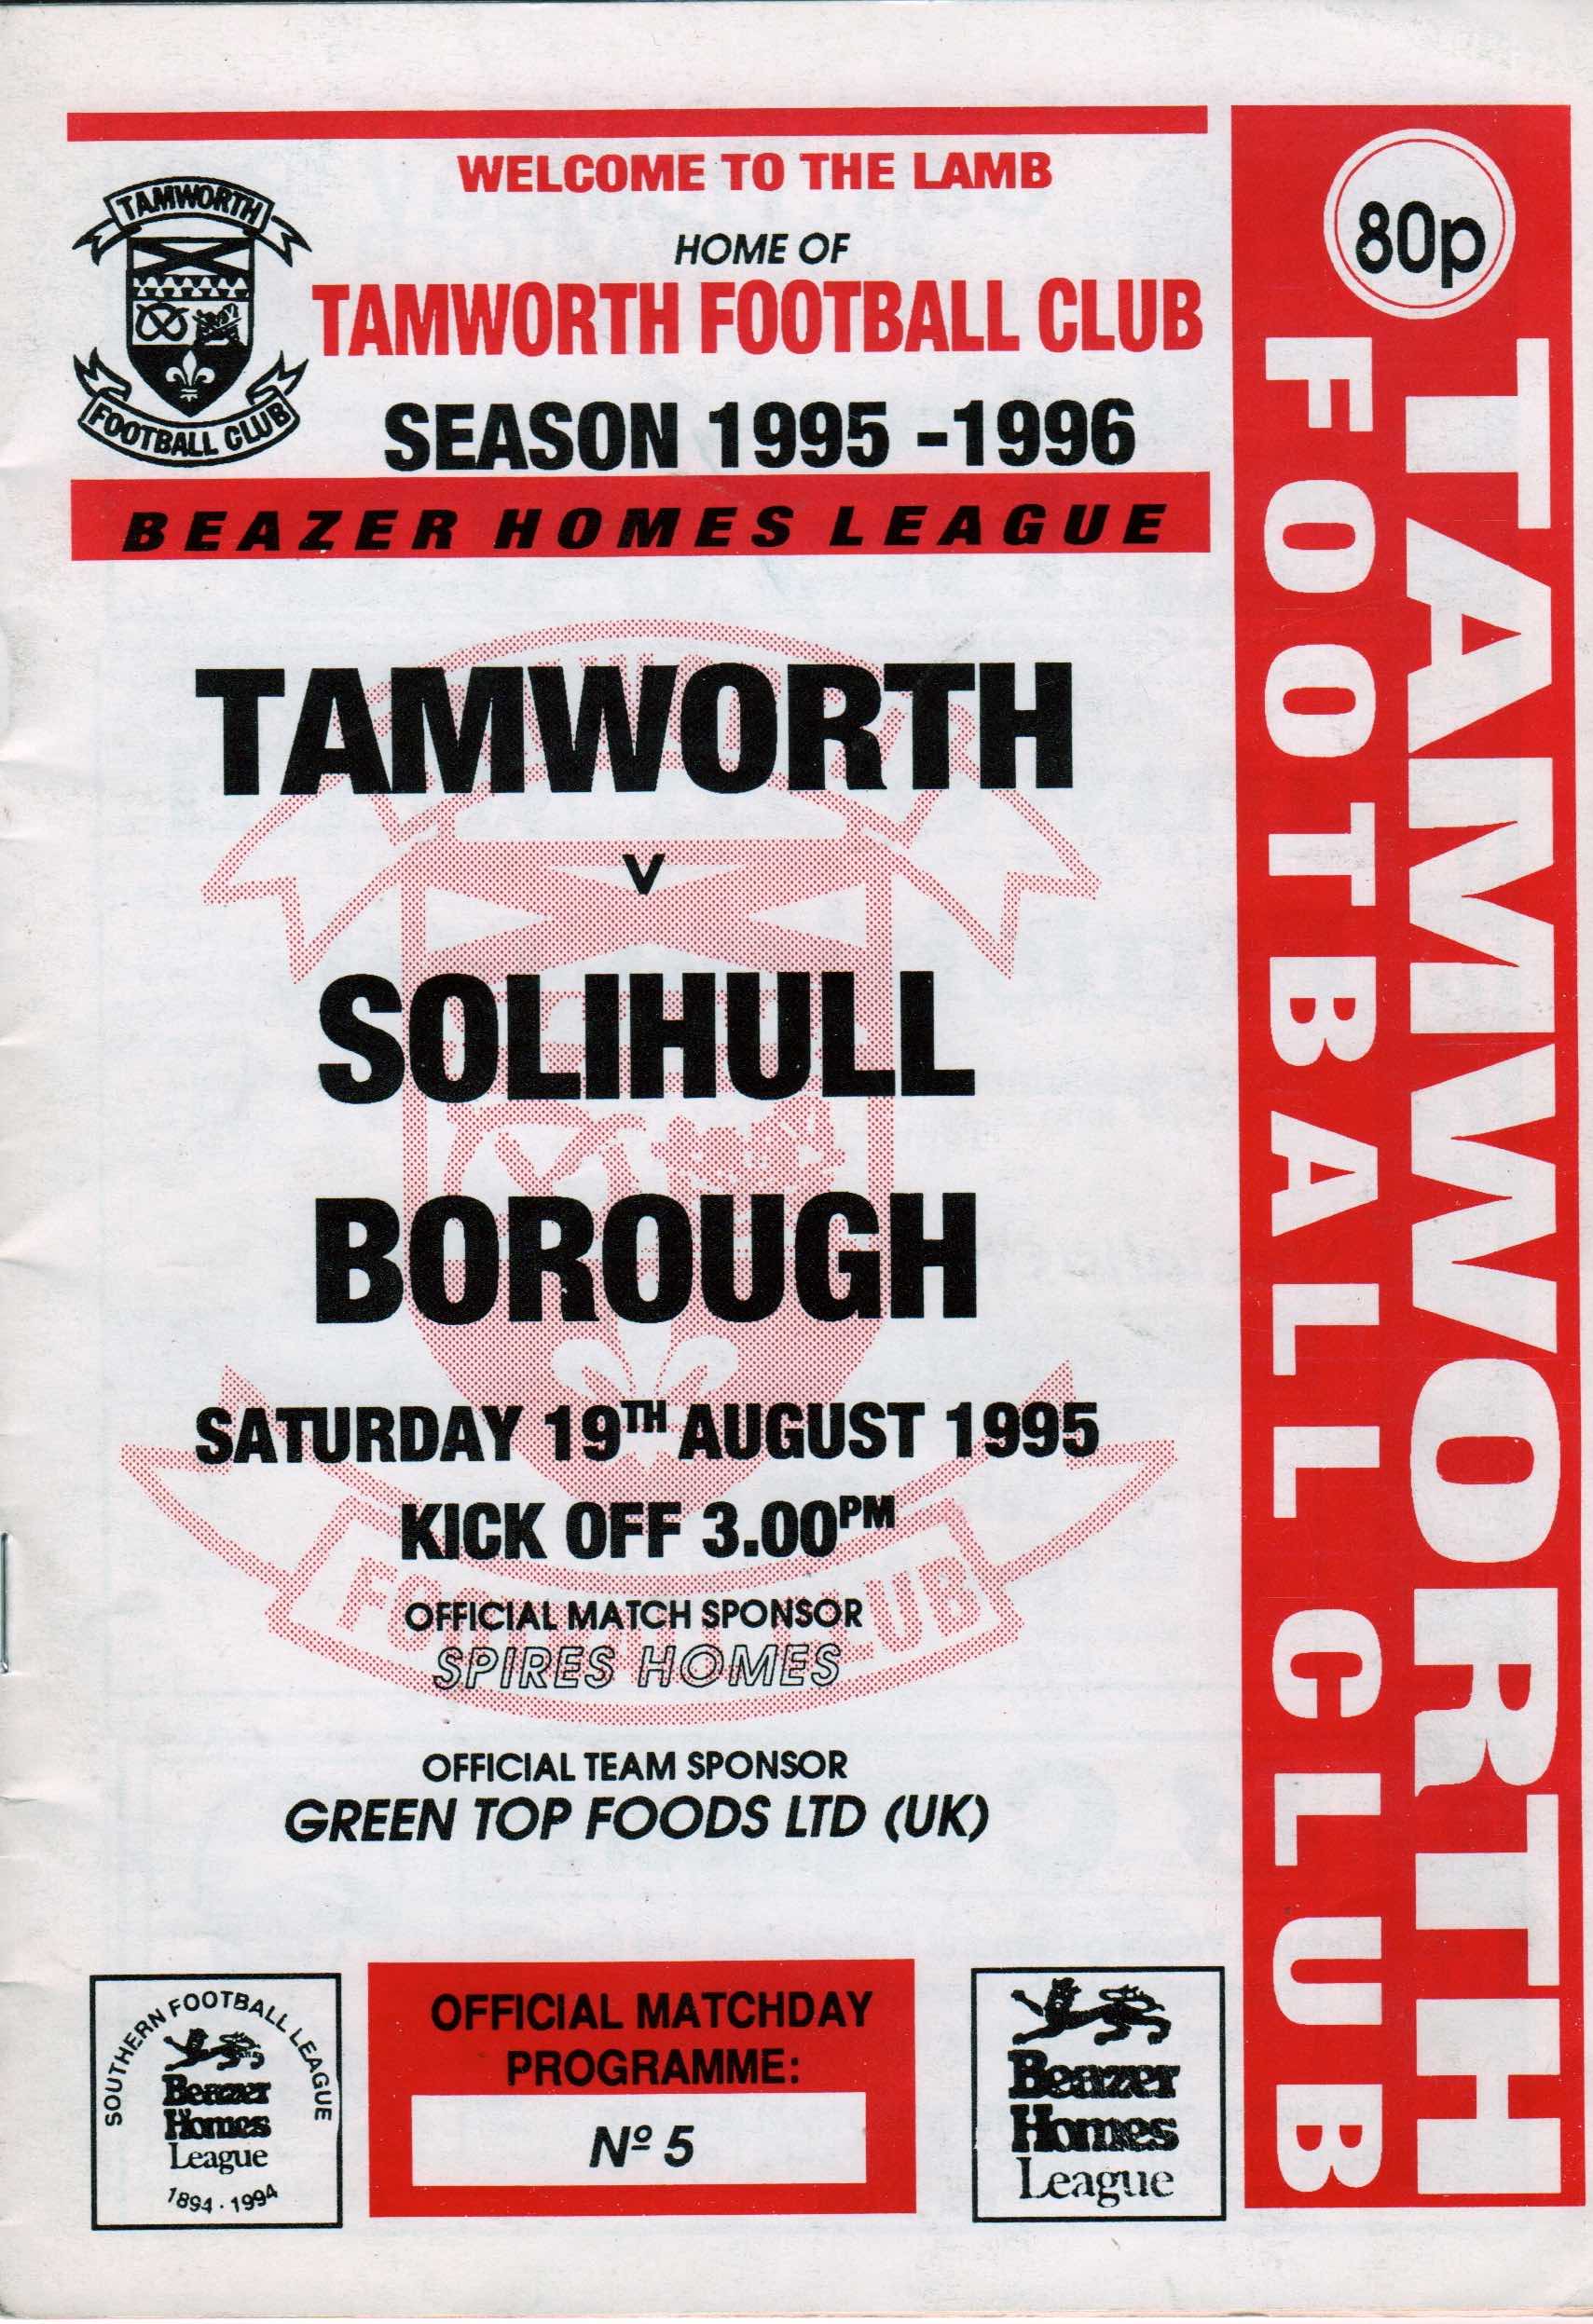 WELCOME TO THE LAMB
TAMWORTH
FOOTBALL CLUB
HOME OF
TAMWORTH FOOTBALL CLUB
SEASON 1995 -1996
BEAZER HOMES LEAGUE
80p
TAMWORTH
FOOTBALL CLUB
TAMWORTH
v
SOLIHULL
BOROUGH
SATURDAY 19TH AUGUST 1995
KICK OFF 3.00PM
OFFICIAL MATCH SPONSOR
SPIRES HOMES
OFFICIAL TEAM SPONSOR
GREEN TOP FOODS LTD (UK)
SOUTHERN FOOTBALL LEAGUE
Beazer
Homes
League
1894 - 1994
OFFICIAL MATCHDAY
PROGRAMME:
Nº 5
Beazer
Homes
League